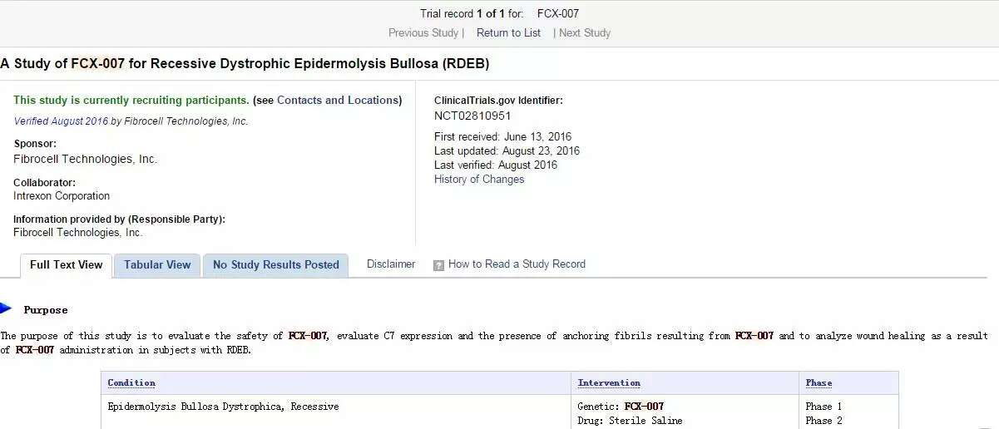 Trial record 1 of 1 for: FCX-007
Previous Study | Return to List | Next Study
A Study of FCX-007 for Recessive Dystrophic Epidermolysis Bullosa (RDEB)
This study is currently recruiting participants. (see Contacts and Locations)
Verified August 2016 by Fibrocell Technologies, Inc.
Sponsor:
Fibrocell Technologies, Inc.
Collaborator:
Intrexon Corporation
Information provided by (Responsible Party):
Fibrocell Technologies, Inc.
ClinicalTrials.gov Identifier:
NCT02810951
First received: June 13, 2016
Last updated: August 23, 2016
Last verified: August 2016
History of Changes
Full Text View Tabular View No Study Results Posted Disclaimer ? How to Read a Study Record
Purpose
The purpose of this study is to evaluate the safety of FCX-007, evaluate C7 expression and the presence of anchoring fibrils resulting from FCX-007 and to analyze wound healing as a result
of FCX-007 administration in subjects with RDEB.
Condition Intervention Phase
Epidermolysis Bullosa Dystrophica, Recessive Genetic: FCX-007 Phase 1
Drug: Sterile Saline Phase 2